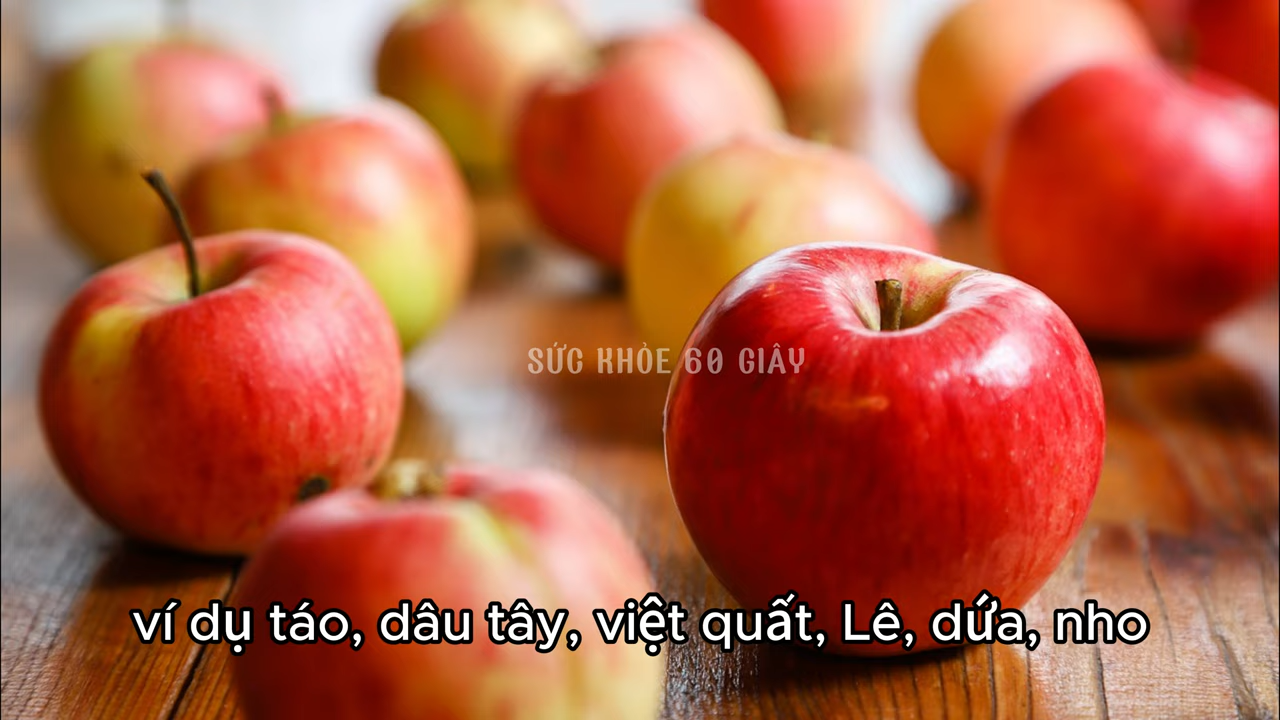 SỨC KHỎE 60 GIÂY
ví dụ táo, dâu tây, việt quất, Lê, dứa, nho